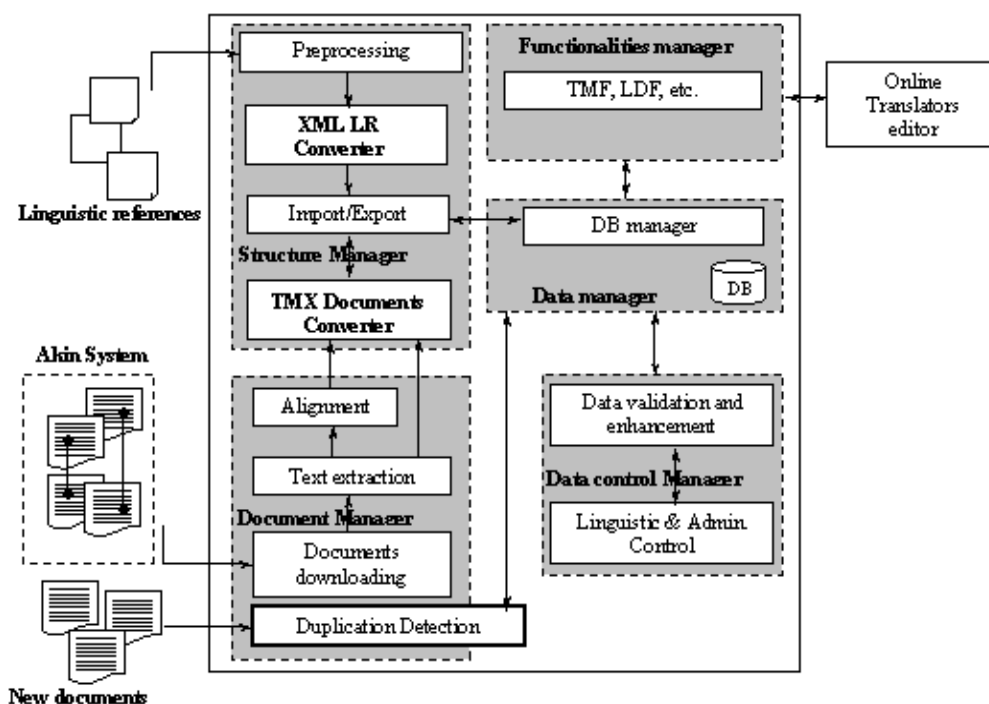 Preprocessing
XML LR
Converter
Import/Export
Structure Manager
TMX Documents
Converter
Functionalities manager
TMF, LDF, etc.
Online
Translators
editor
Linguistic references
DB manager
DB
Data manager
Akin System
Alignment
Text extraction
Document Manager
Documents
downloading
Duplication Detection
Data validation and
enhancement
Data control Manager
Linguistic & Admin
Control
New documents